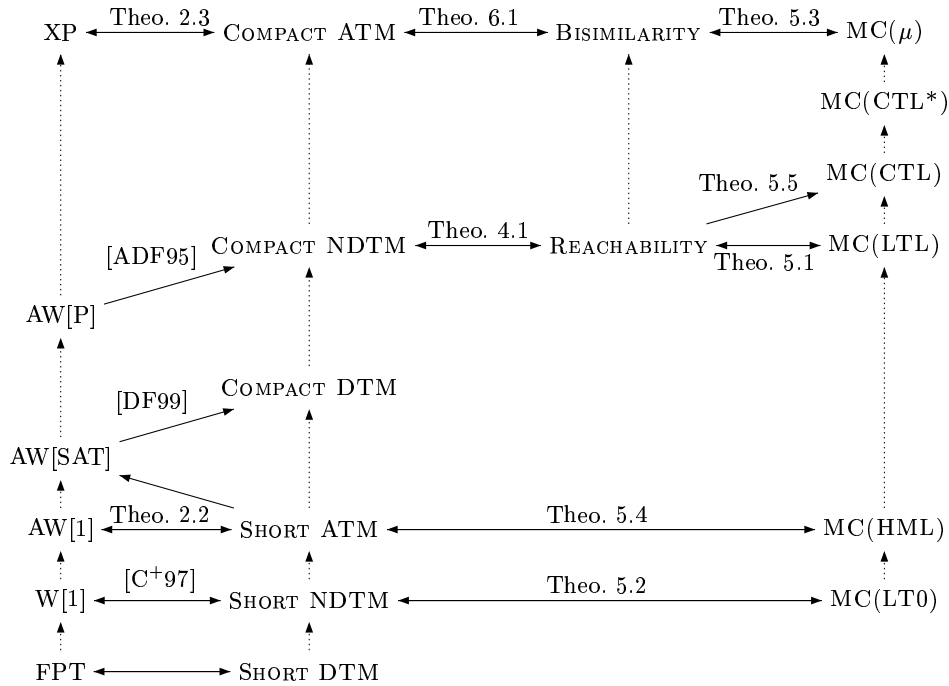 Theo. 2.3 Theo. 6.1 Theo. 5.3
XP COMPACT ATM BISIMILARITY MC(μ)
MC(CTL*)
Theo. 5.5 MC(CTL)
[ADF95] COMPACT NDTM Theo. 4.1 REACHABILITY Theo. 5.1 MC(LTL)
AW[P]
[DF99] COMPACT DTM
AW[SAT]
AW[1] Theo. 2.2 SHORT ATM Theo. 5.4 MC(HML)
W[1] [C+97] SHORT NDTM Theo. 5.2 MC(LT0)
FPT SHORT DTM